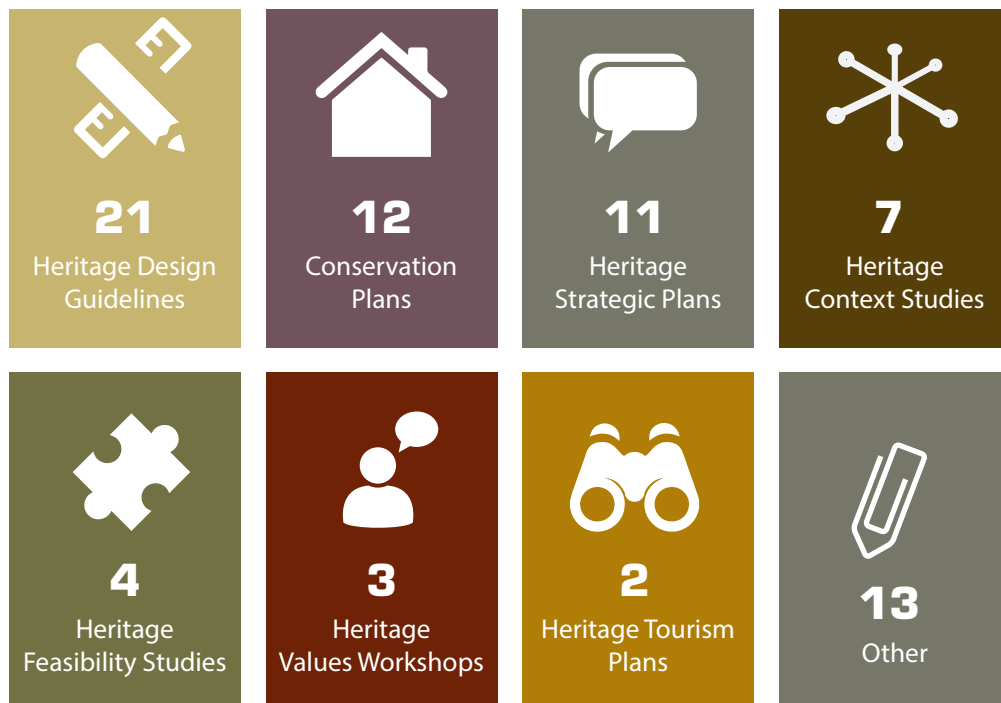 21
Heritage Design
Guidelines
12
Conservation
Plans
11
Heritage
Strategic Plans
7
Heritage
Context Studies
4
Heritage
Feasibility Studies
3
Heritage
Values Workshops
2
Heritage Tourism
Plans
13
Other